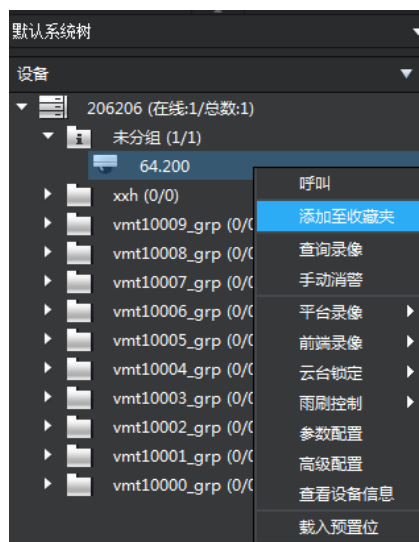 默认系统树
设备
206206 (在线:1/总数:1)
未分组 (1/1)
64.200
呼叫
xxh (0/0)
添加至收藏夹
vmt10009_grp (0/0
查询录像
vmt10008_grp (0/0
手动消警
vmt10007_grp (0/0
平台录像
vmt10006_grp (0/0
前端录像
vmt10005_grp (0/0
云台锁定
vmt10004_grp (0/0
雨刷控制
vmt10003_grp (0/0
参数配置
vmt10002_grp (0/0
高级配置
vmt10001_grp (0/0
查看设备信息
vmt10000_grp (0/0
载入预置位